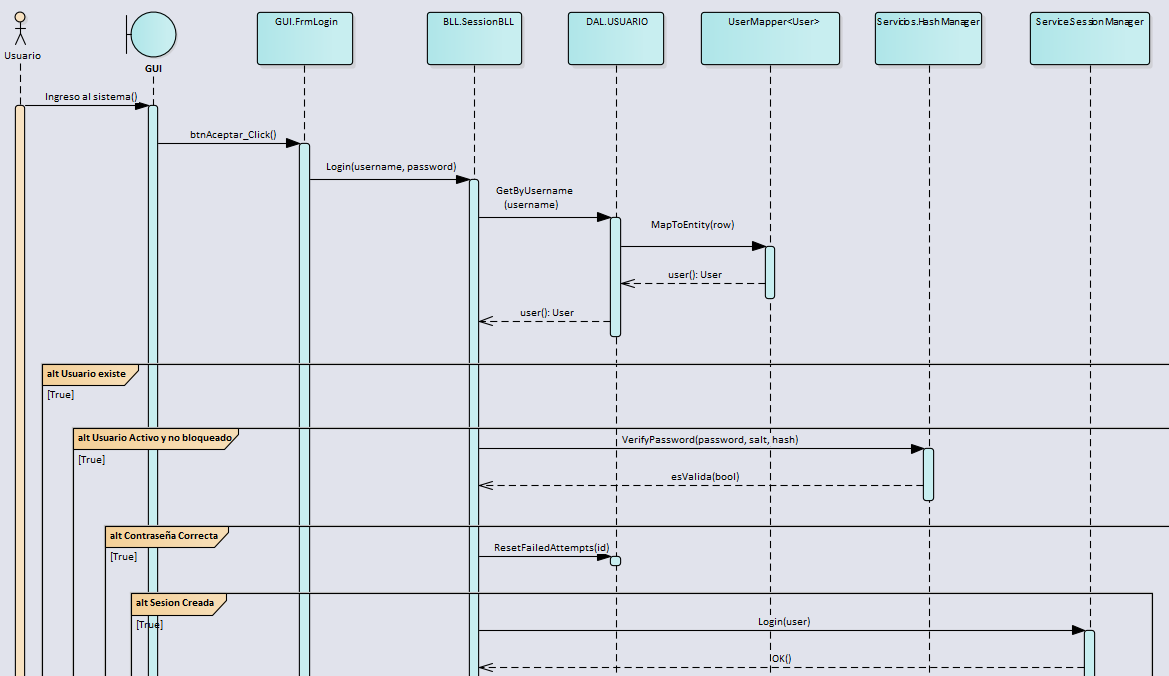 GUI.FrmLogin
BLL.SessionBLL
DAL.USUARIO
UserMapper<User>
Servicios.HashManager
ServiceSessionManager
Usuario
GUI
Ingreso al sistema()
btnAceptar_Click()
Login(username, password)
GetByUsername
(username)
MapToEntity(row)
user(): User
user(): User
alt Usuario existe
[True]
alt Usuario Activo y no bloqueado
[True]
VerifyPassword(password, salt, hash)
esValida(bool)
alt Contraseña Correcta
[True]
ResetFailedAttempts(id)
alt Sesion Creada
[True]
Login(user)
OK()